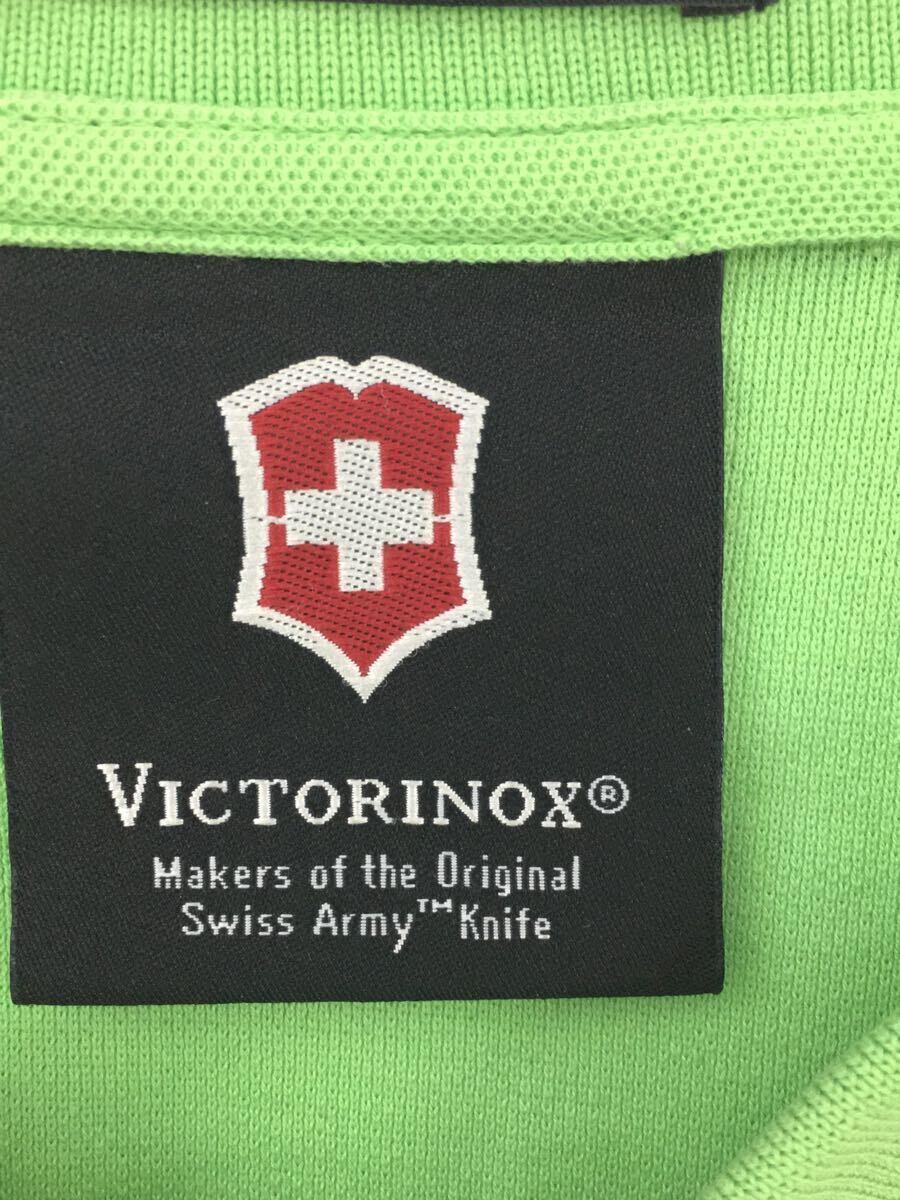 VICTORINOX®
Makers of the Original
Swiss Army™ Knife